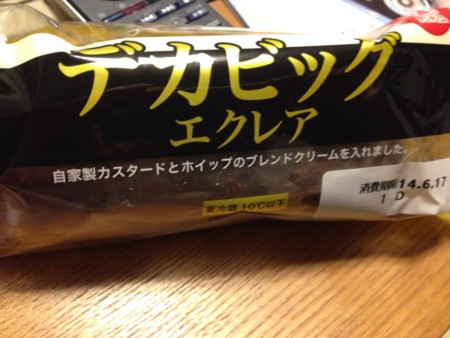 デカビッグ
エクレア
自家製カスタードとホイップのブレンドクリームを入れました。
要冷蔵 10℃以下
消費期限 14.6.17
1 D